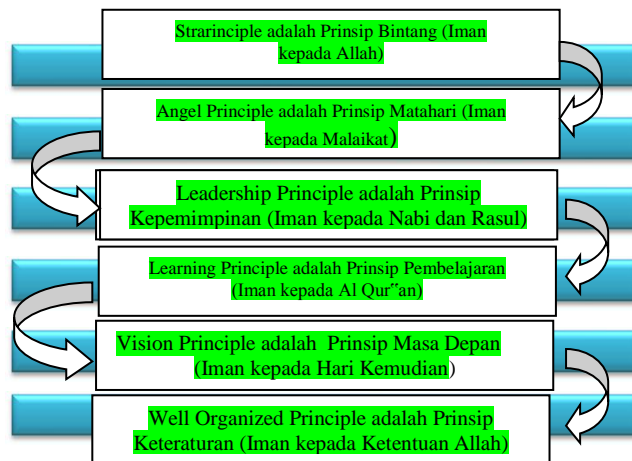 Strarinciple adalah Prinsip Bintang (Iman
kepada Allah)
Angel Principle adalah Prinsip Matahari (Iman
kepada Malaikat)
Leadership Principle adalah Prinsip
Kepemimpinan (Iman kepada Nabi dan Rasul)
Learning Principle adalah Prinsip Pembelajaran
(Iman kepada Al Qur‟an)
Vision Principle adalah Prinsip Masa Depan
(Iman kepada Hari Kemudian)
Well Organized Principle adalah Prinsip
Keteraturan (Iman kepada Ketentuan Allah)